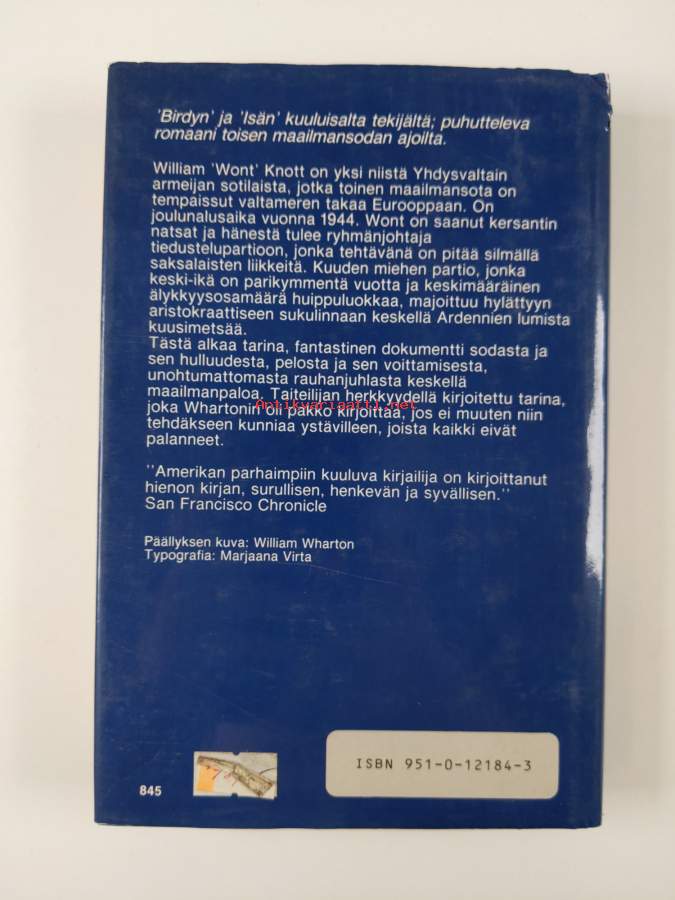 'Birdyn' ja 'Isän' kuuluisalta tekijältä; puhutteleva
romaani toisen maailmansodan ajoilta.
William 'Wont' Knott on yksi niistä Yhdysvaltain
armeijan sotilaista, jotka toinen maailmansota on
tempaissut valtameren takaa Eurooppaan. On
joulunalusaika vuonna 1944. Wont on saanut kersantin
natsat ja hänestä tulee ryhmänjohtaja
tiedustelupartioon, jonka tehtävänä on pitää silmällä
saksalaisten liikkeitä. Kuuden miehen partio, jonka
keski-ikä on parikymmentä vuotta ja keskimääräinen
älykkyysosamäärä huippuluokkaa, majoittuu hylättyyn
aristokraattiseen sukulinnaan keskellä Ardennien lumista
kuusimetsää.
Tästä alkaa tarina, fantastinen dokumentti sodasta ja
sen hulluudesta, pelosta ja sen voittamisesta,
unohtumattomasta rauhanjuhlasta keskellä
maailmanpaloa. Taiteilijan herkkyydellä kirjoitettu tarina,
Antikvariaatti.net
joka Whartonin oli pakko kirjoittaa, jos ei muuten niin
tehdäkseen kunniaa ystävilleen, joista kaikki eivät
palanneet.
''Amerikan parhaimpiin kuuluva kirjailija on kirjoittanut
hienon kirjan, surullisen, henkevän ja syvällisen.''
San Francisco Chronicle
Päällyksen kuva: William Wharton
Typografia: Marjaana Virta
ISBN 951-0-12184-3
845